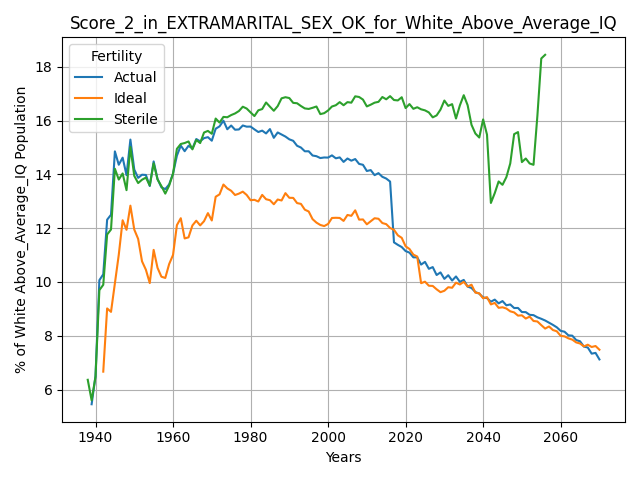 Score_2_in_EXTRAMARITAL_SEX_OK_for_White_Above_Average_IQ
Fertility
Actual
Ideal
Sterile
% of White Above_Average_IQ Population
18
16
14
12
10
8
6
1940 1960 1980 2000 2020 2040 2060
Years